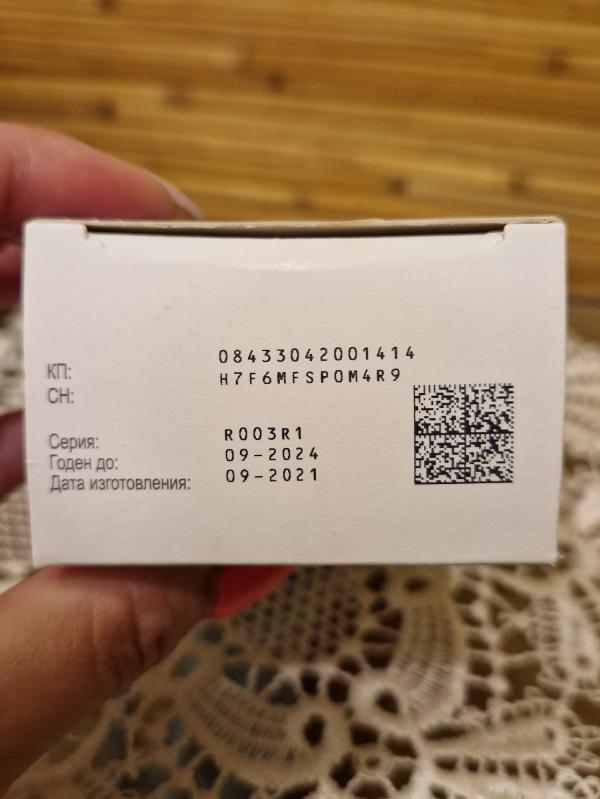 КП: 08433042001414
СН: H7F6MFSP0M4R9
Серия: R003R1
Годен до: 09-2024
Дата изготовления: 09-2021